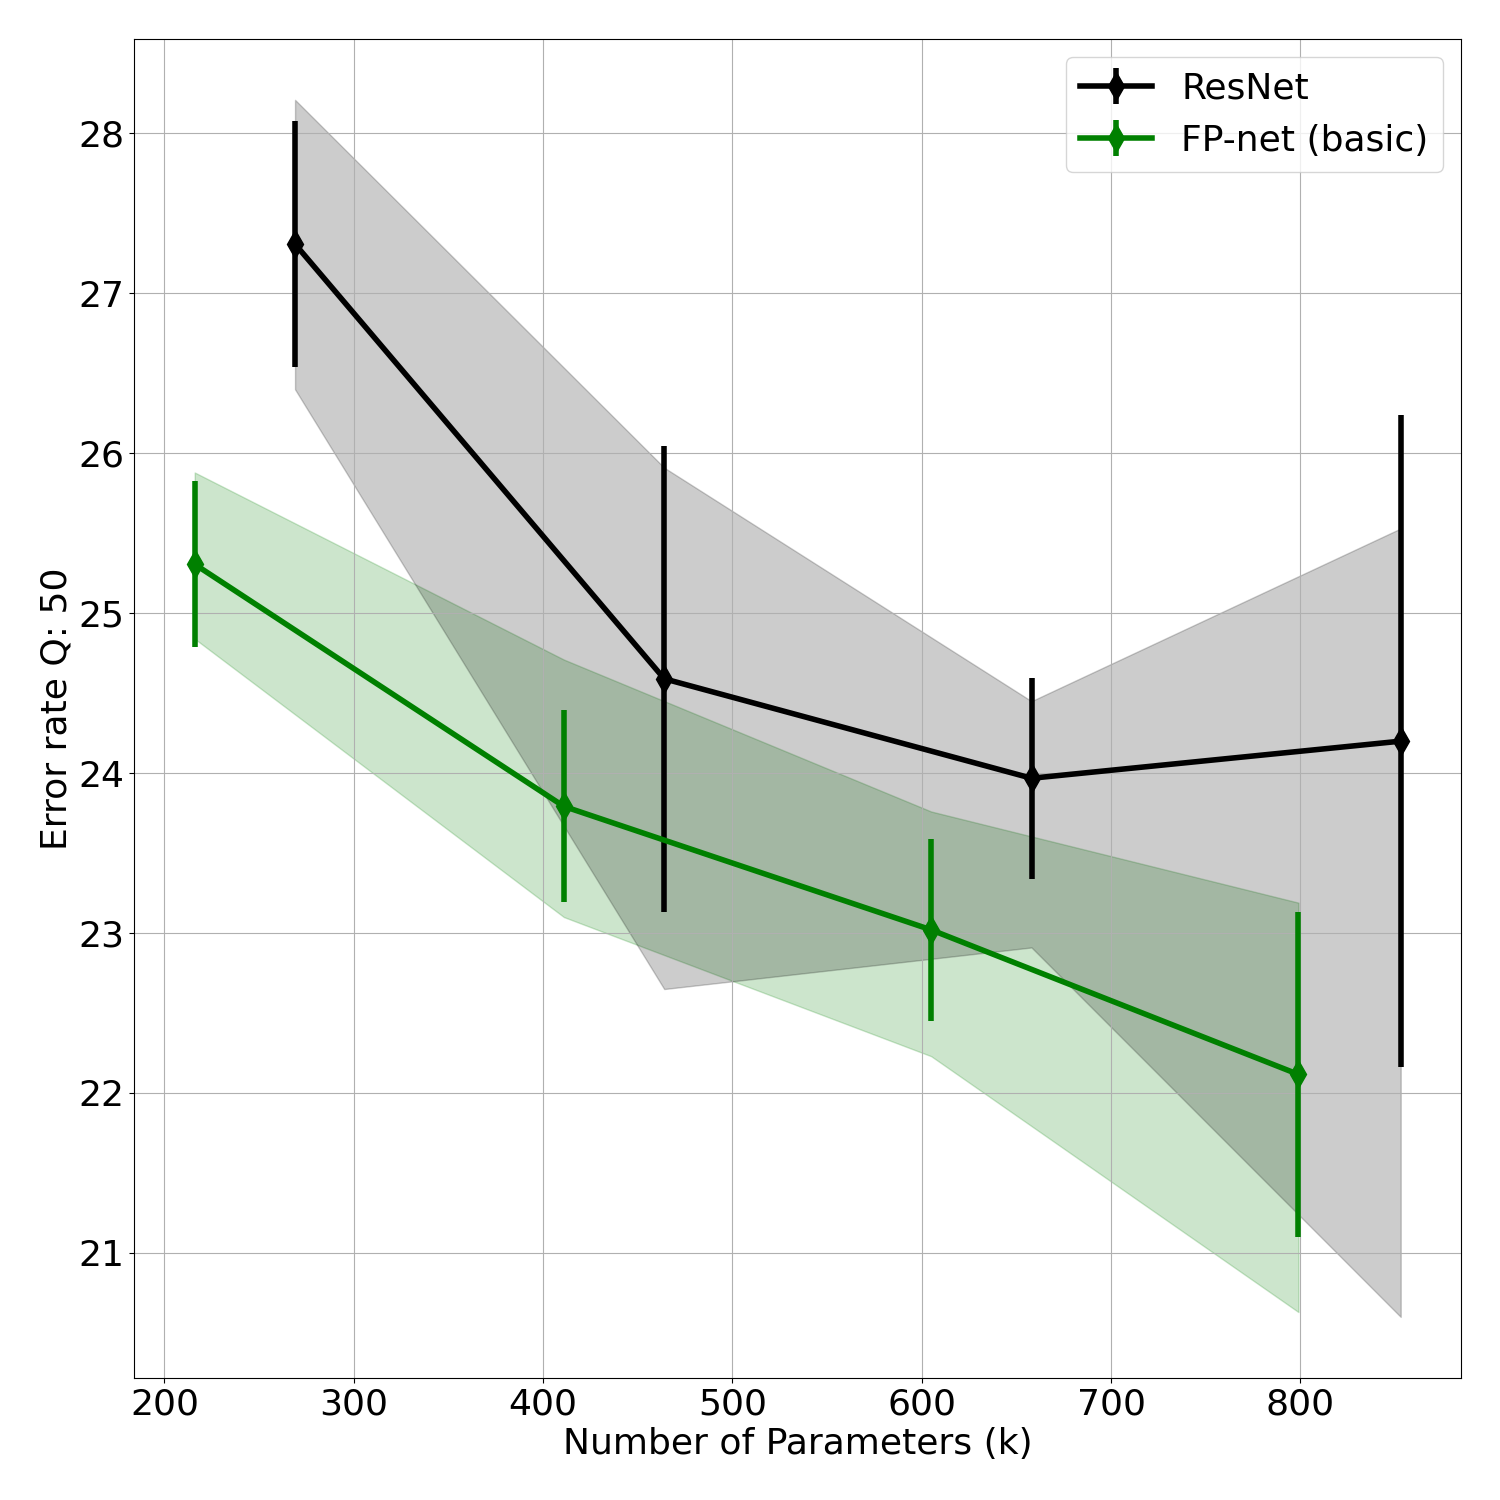 ResNet
FP-net (basic)
28
27
26
25
24
23
22
21
Error rate Q: 50
200 300 400 500 600 700 800
Number of Parameters (k)